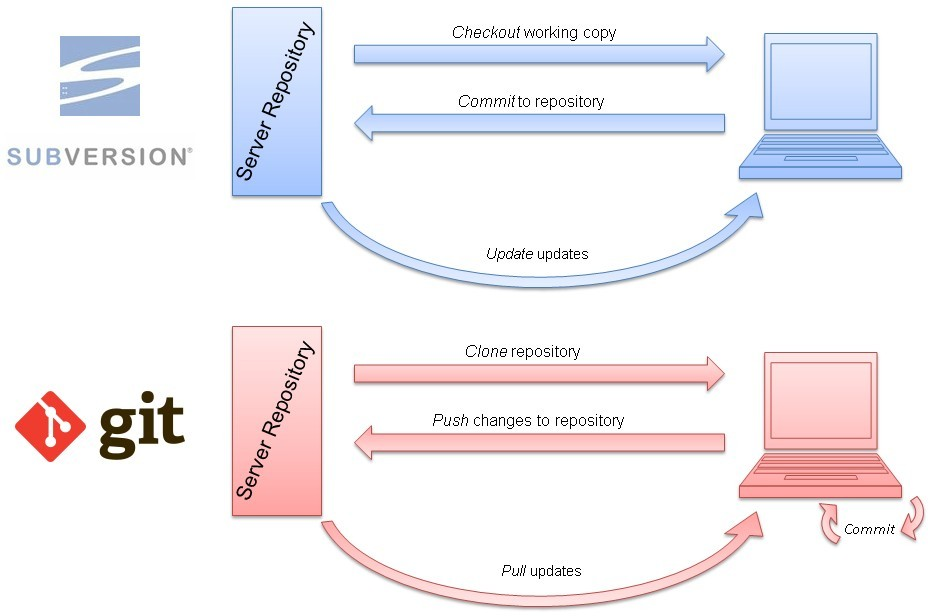 SUBVERSION®
Server Repository
Checkout working copy
Commit to repository
Update updates
git
Server Repository
Clone repository
Push changes to repository
Commit
Pull updates